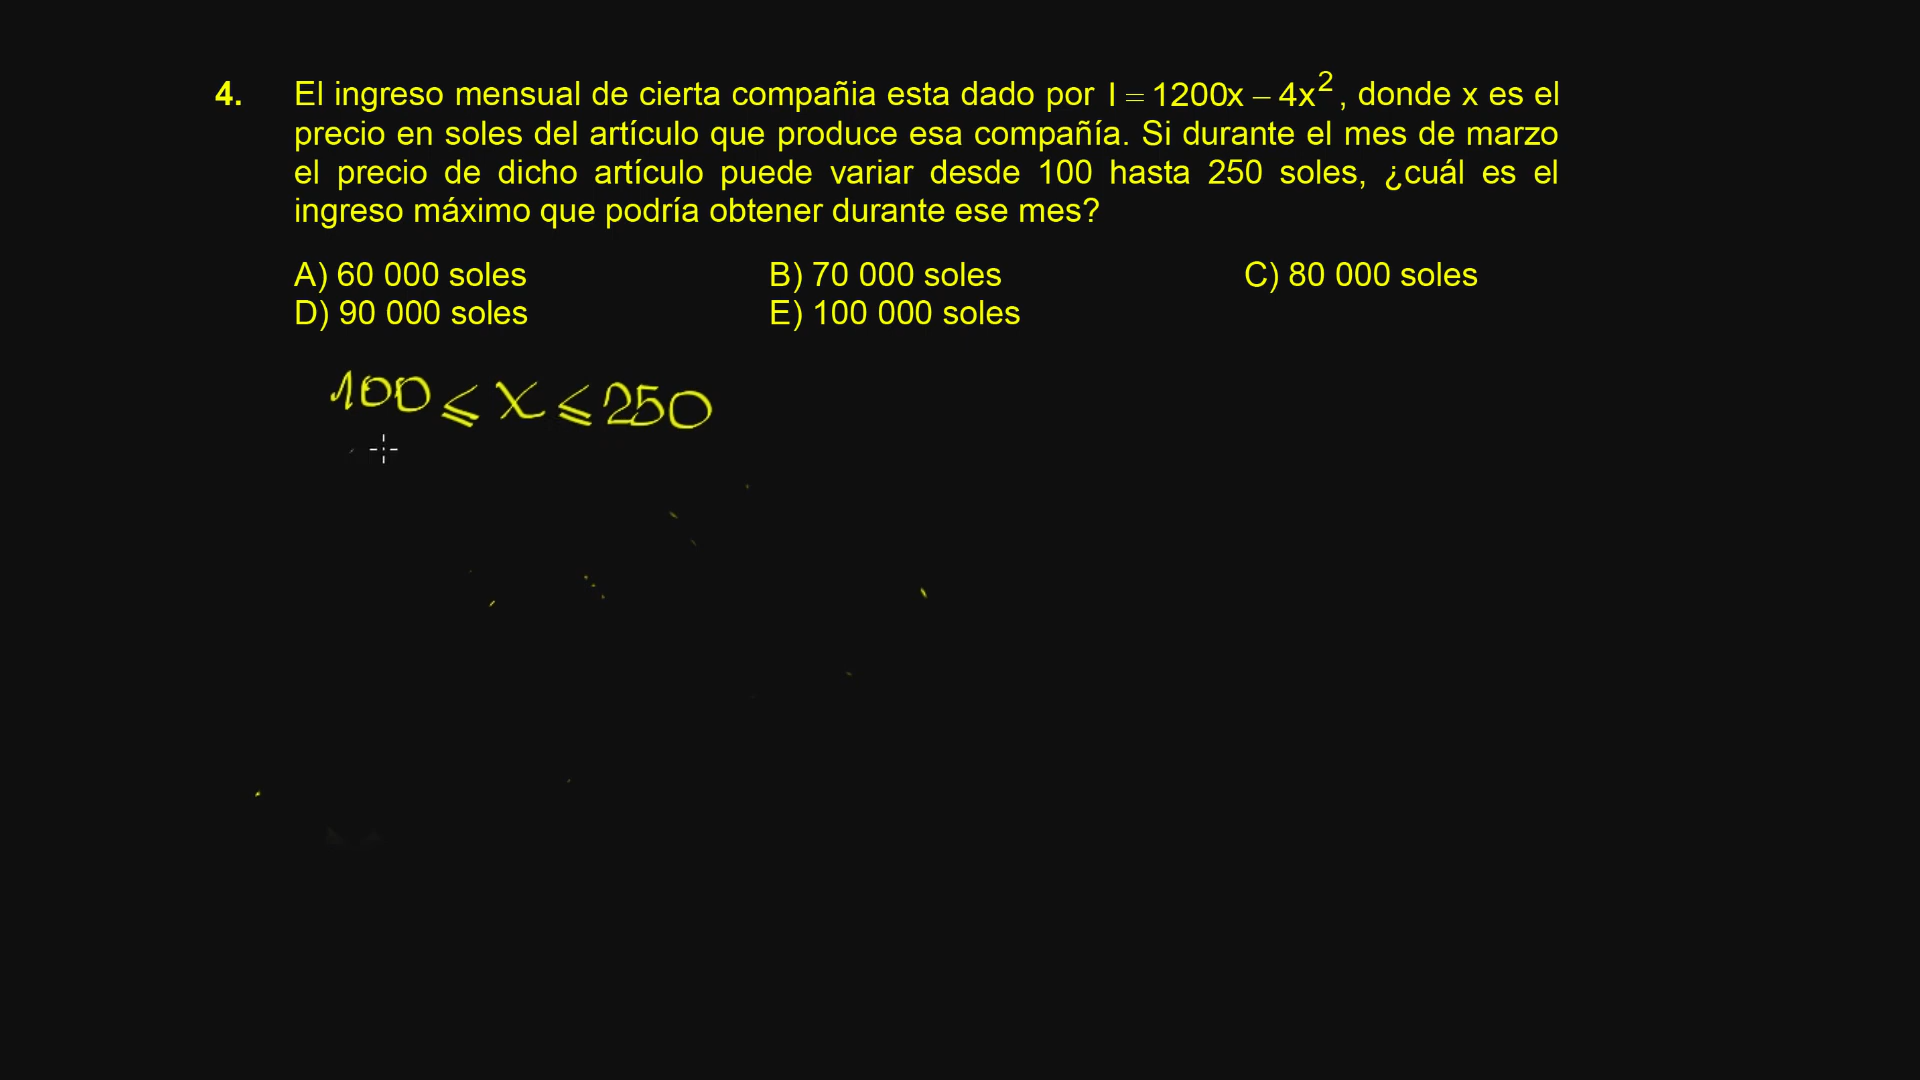 4. El ingreso mensual de cierta compañia esta dado por I = 1200x – 4x², donde x es el
precio en soles del artículo que produce esa compañía. Si durante el mes de marzo
el precio de dicho artículo puede variar desde 100 hasta 250 soles, ¿cuál es el
ingreso máximo que podría obtener durante ese mes?
A) 60 000 soles B) 70 000 soles C) 80 000 soles
D) 90 000 soles E) 100 000 soles
100 ⩽ x ⩽ 250